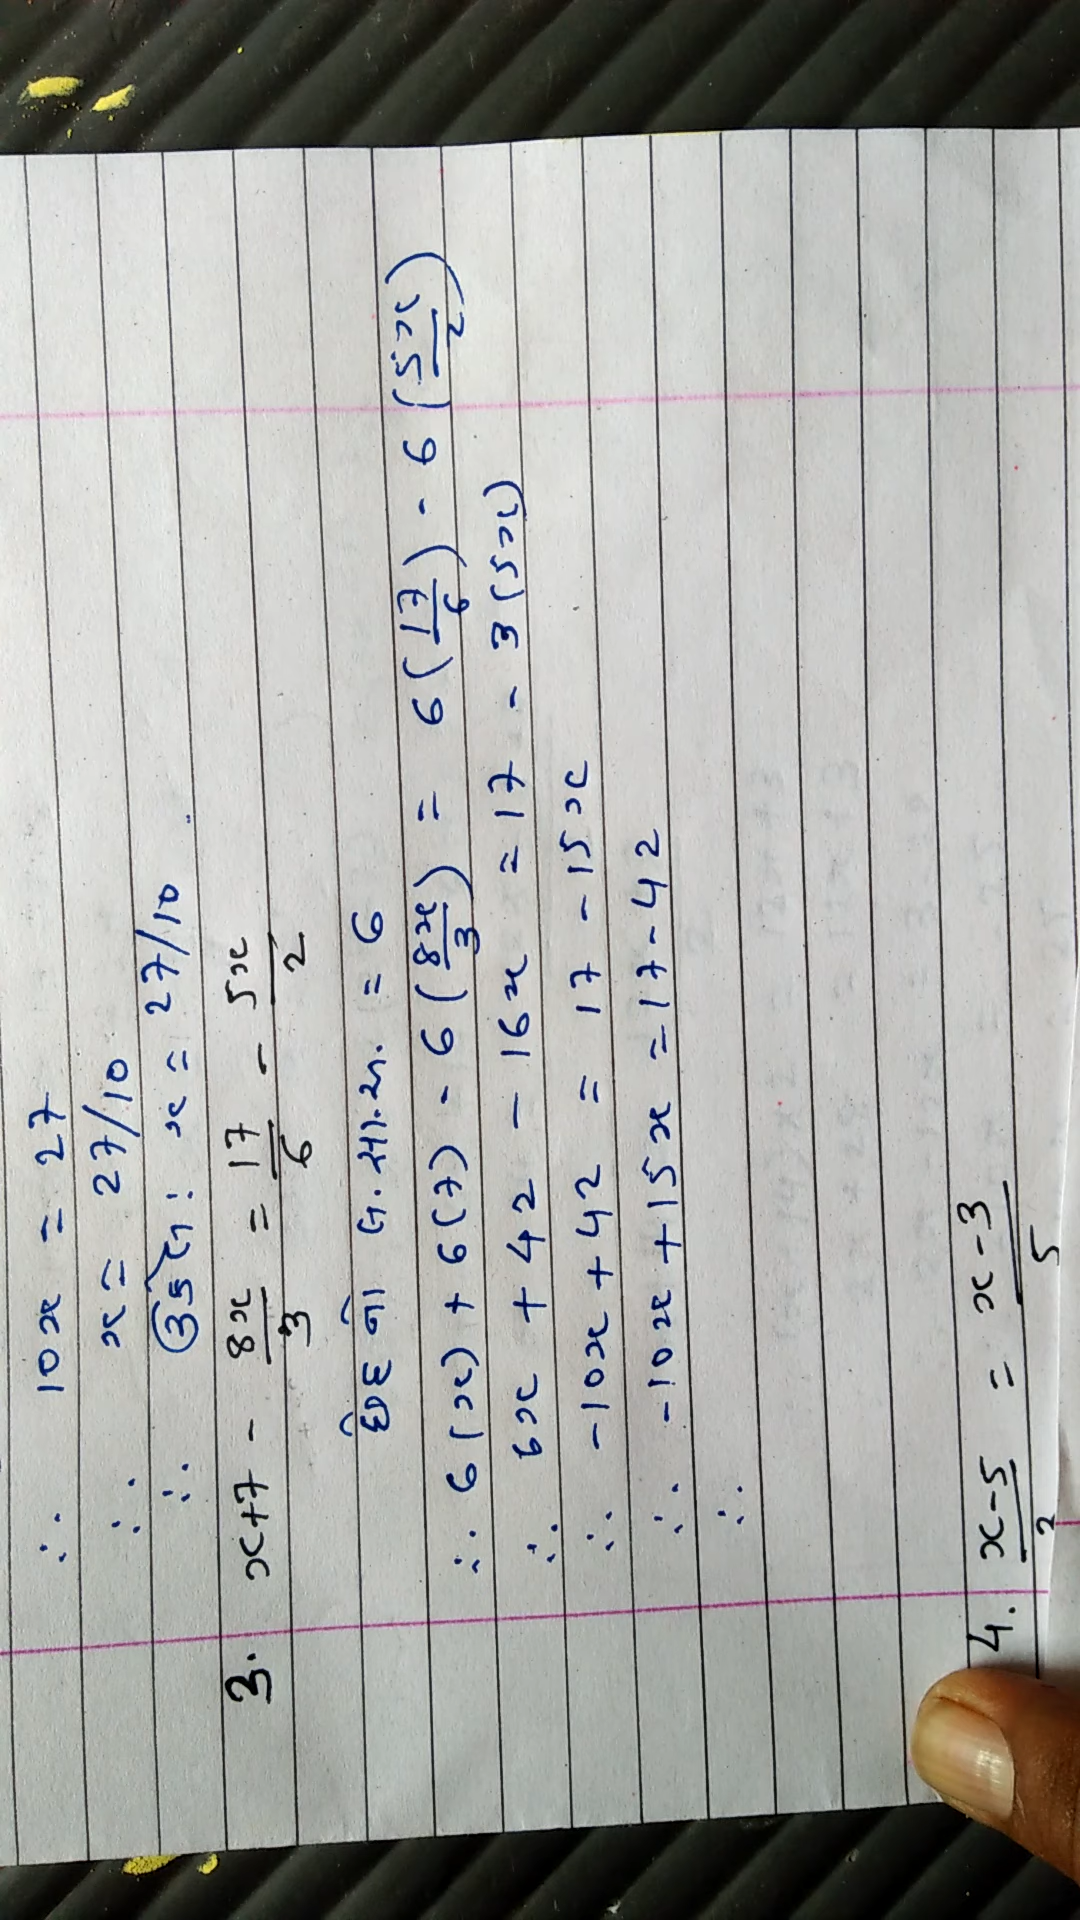 ∴ 10x = 27
∴ x = 27/10
∴ ઉકેલ : x = 27/10
3. x+7 - 8x/3 = 17/6 - 5x/2
છેદ નો લ.સા.અ. = 6
∴ 6(x) + 6(7) - 6(8x/3) = 6(17/6) - 6(5x/2)
∴ 6x + 42 - 16x = 17 - 3(5x)
∴ -10x + 42 = 17 - 15x
∴ -10x + 15x = 17 - 42
∴
4. x-5/2 = x-3/5